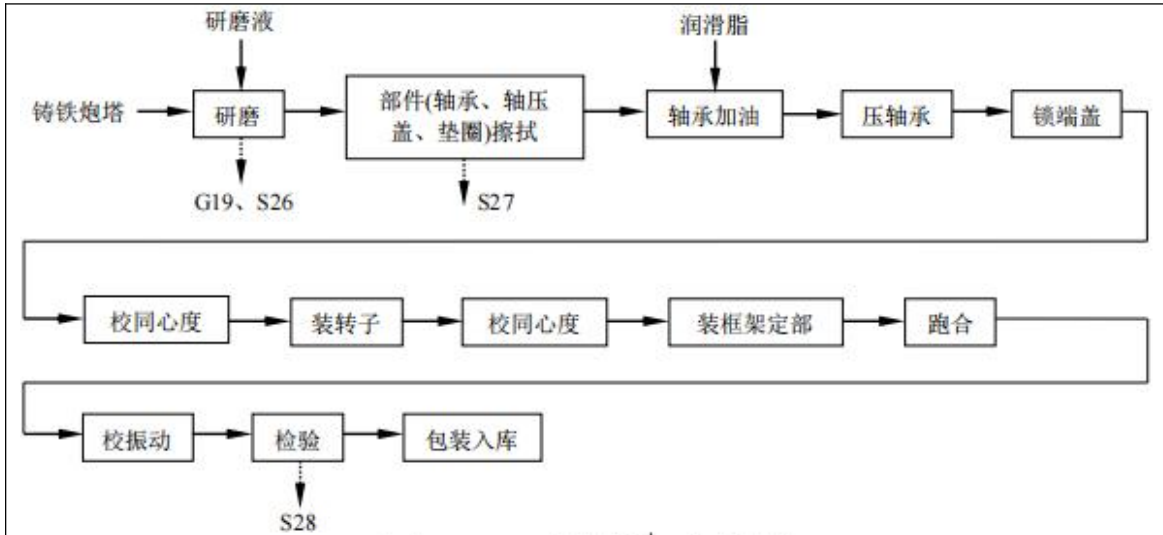 研磨液
润滑脂
铸铁炮塔
研磨
部件(轴承、轴压
盖、垫圈)擦拭
轴承加油
压轴承
锁端盖
G19、S26
S27
校同心度
装转子
校同心度
装框架定部
跑合
校振动
检验
包装入库
S28